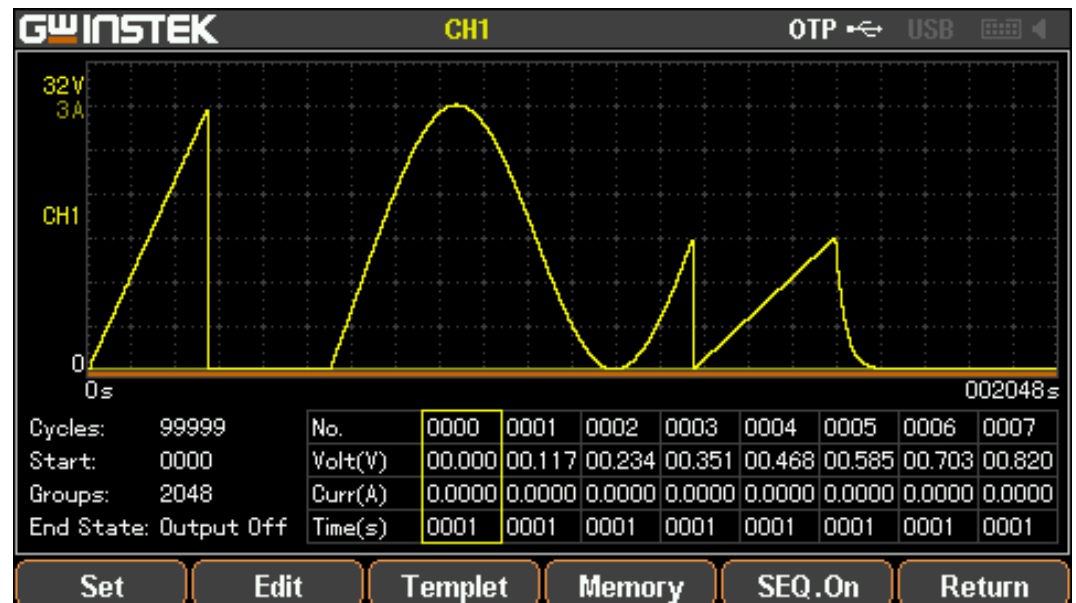 GWINSTEK CH1 OTP USB
32V
3A
CH1
0
0s 002048s
Cycles: 99999 No. 0000 0001 0002 0003 0004 0005 0006 0007
Start: 0000 Volt(V) 00.000 00.117 00.234 00.351 00.468 00.585 00.703 00.820
Groups: 2048 Curr(A) 0.0000 0.0000 0.0000 0.0000 0.0000 0.0000 0.0000 0.0000
End State: Output Off Time(s) 0001 0001 0001 0001 0001 0001 0001 0001
Set Edit Templet Memory SEQ.On Return